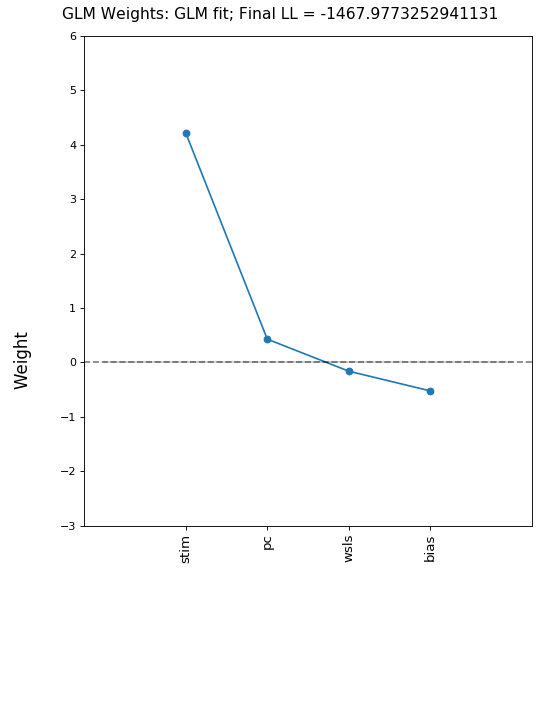 GLM Weights: GLM fit; Final LL = -1467.9773252941131
6
5
4
3
2
1
0
−1
−2
−3
Weight
stim
pc
wsls
bias